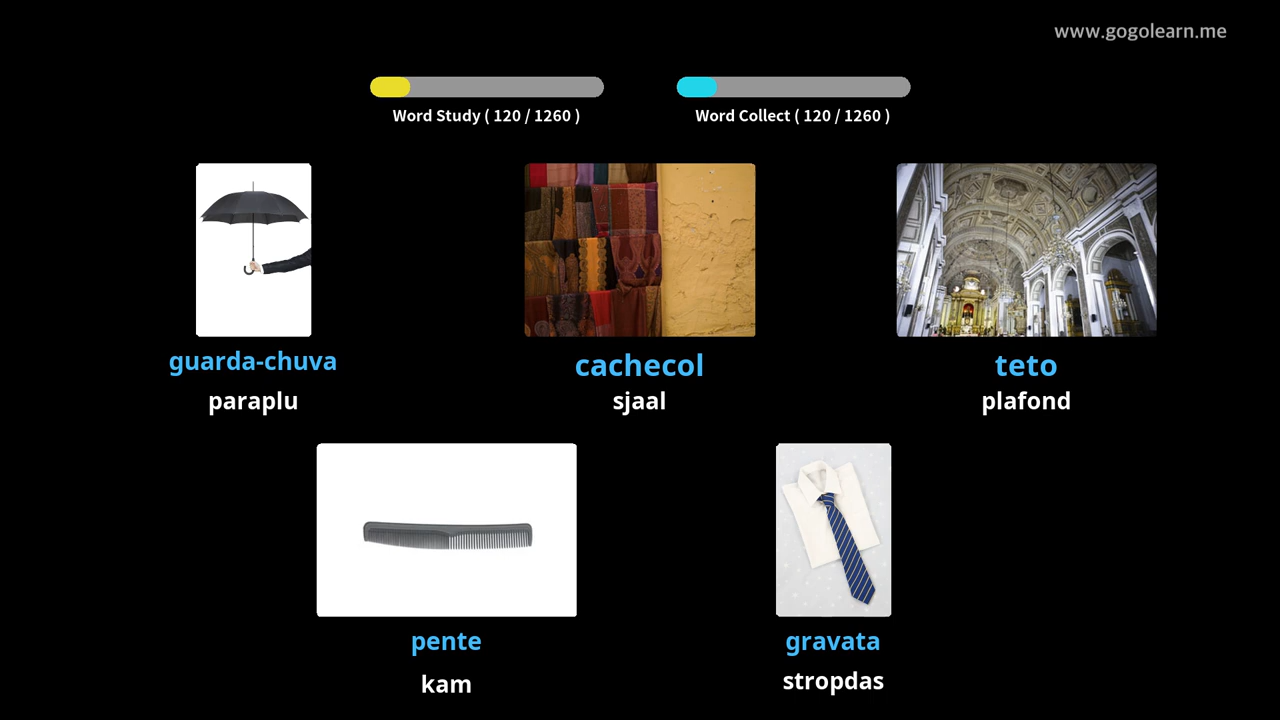 www.gogolearn.me
Word Study ( 120 / 1260 )
Word Collect ( 120 / 1260 )
guarda-chuva
paraplu
cachecol
sjaal
teto
plafond
pente
kam
gravata
stropdas